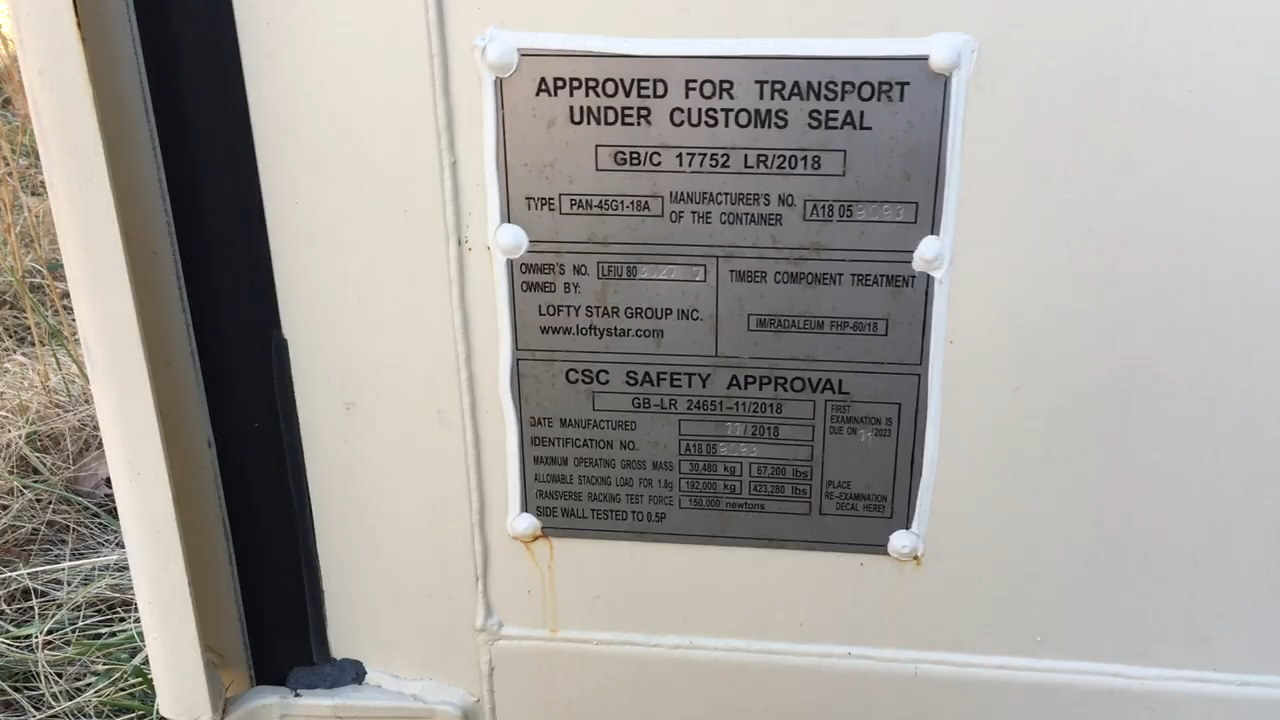 APPROVED FOR TRANSPORT
UNDER CUSTOMS SEAL
GB/C 17752 LR/2018
TYPE PAN-45G1-18A MANUFACTURER'S NO. OF THE CONTAINER A18 05
OWNER'S NO. LFIU 80
OWNED BY:
LOFTY STAR GROUP INC.
www.loftystar.com
TIMBER COMPONENT TREATMENT
IM/RADALEUM FHP-60/18
CSC SAFETY APPROVAL
GB-LR 24651-11/2018
DATE MANUFACTURED 11/2018
IDENTIFICATION NO. A18 05
MAXIMUM OPERATING GROSS MASS 30,480 kg 67,200 lbs
ALLOWABLE STACKING LOAD FOR 1.8g 192,000 kg 423,280 lbs
TRANSVERSE RACKING TEST FORCE 150,000 newtons
SIDE WALL TESTED TO 0.5P
FIRST
EXAMINATION IS
DUE ON 11/2023
(PLACE
RE-EXAMINATION
DECAL HERE)